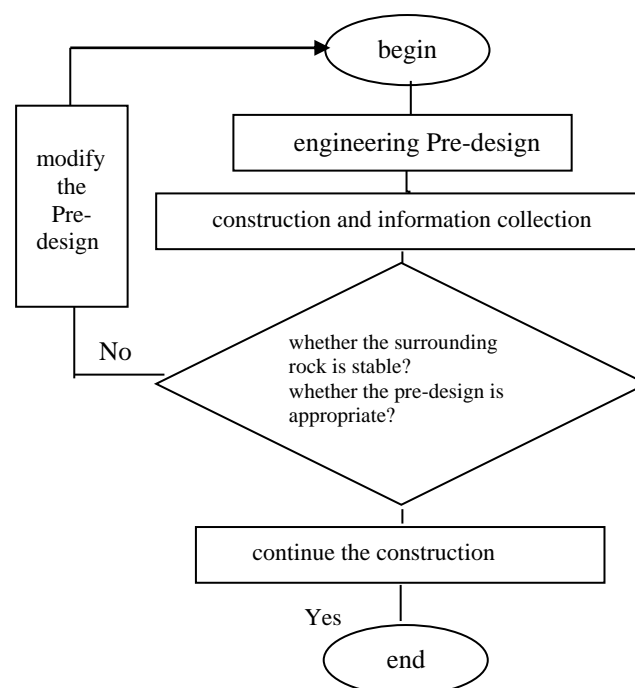 begin
engineering Pre-design
modify
the
Pre-
design
construction and information collection
whether the surrounding
rock is stable?
whether the pre-design is
appropriate?
No
continue the construction
Yes
end